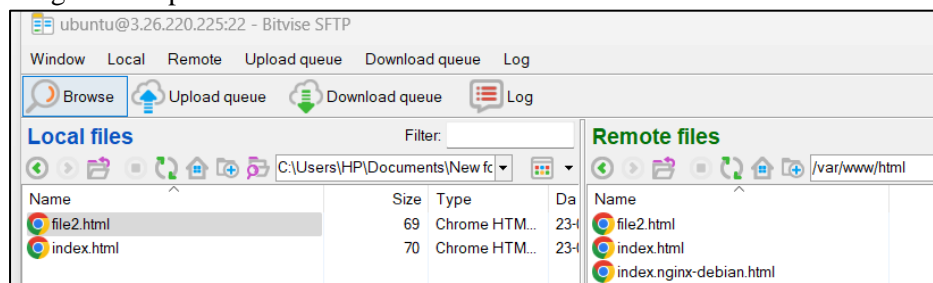 ubuntu@3.26.220.225:22 - Bitvise SFTP
Window Local Remote Upload queue Download queue Log
Browse Upload queue Download queue Log
Local files Filter: Remote files
C:\Users\HP\Documents\New fc /var/www/html
Name Size Type Da Name
file2.html 69 Chrome HTM... 23-( file2.html
index.html 70 Chrome HTM... 23-( index.html
index.nginx-debian.html